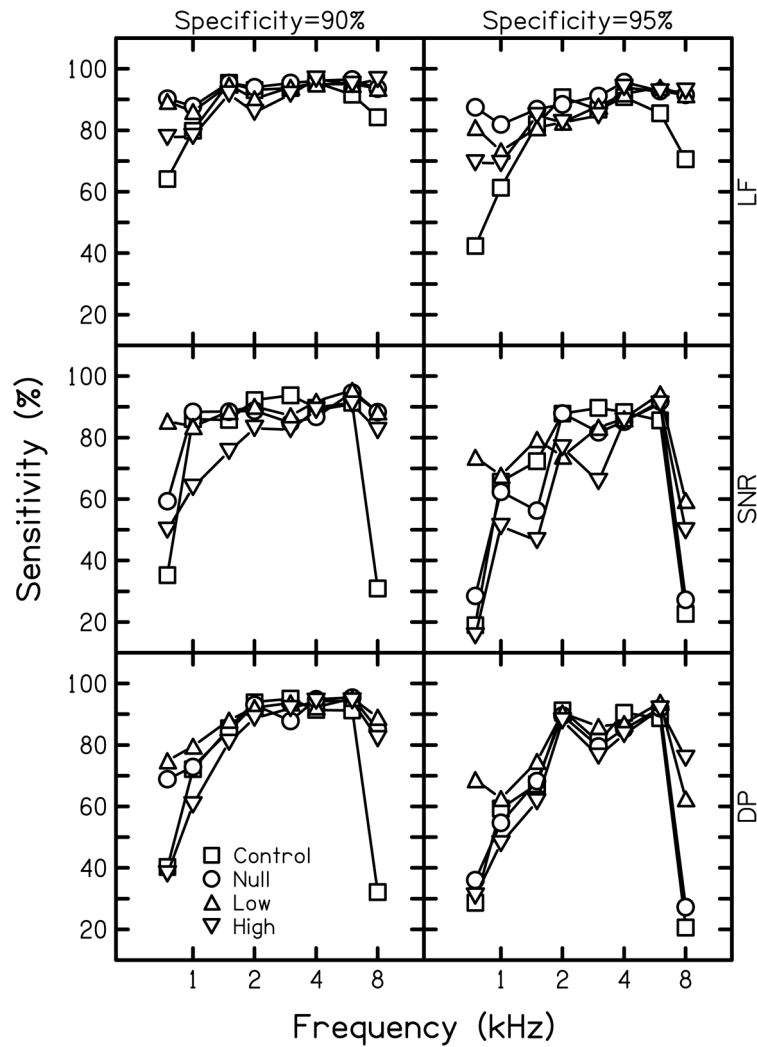 Specificity=90% Specificity=95%
100
80
60
40
20
LF
100
80
60
40
20
SNR
Sensitivity (%)
100
80
60
40
20
DP
Control
Null
Low
High
1 2 4 8 1 2 4 8
Frequency (kHz)